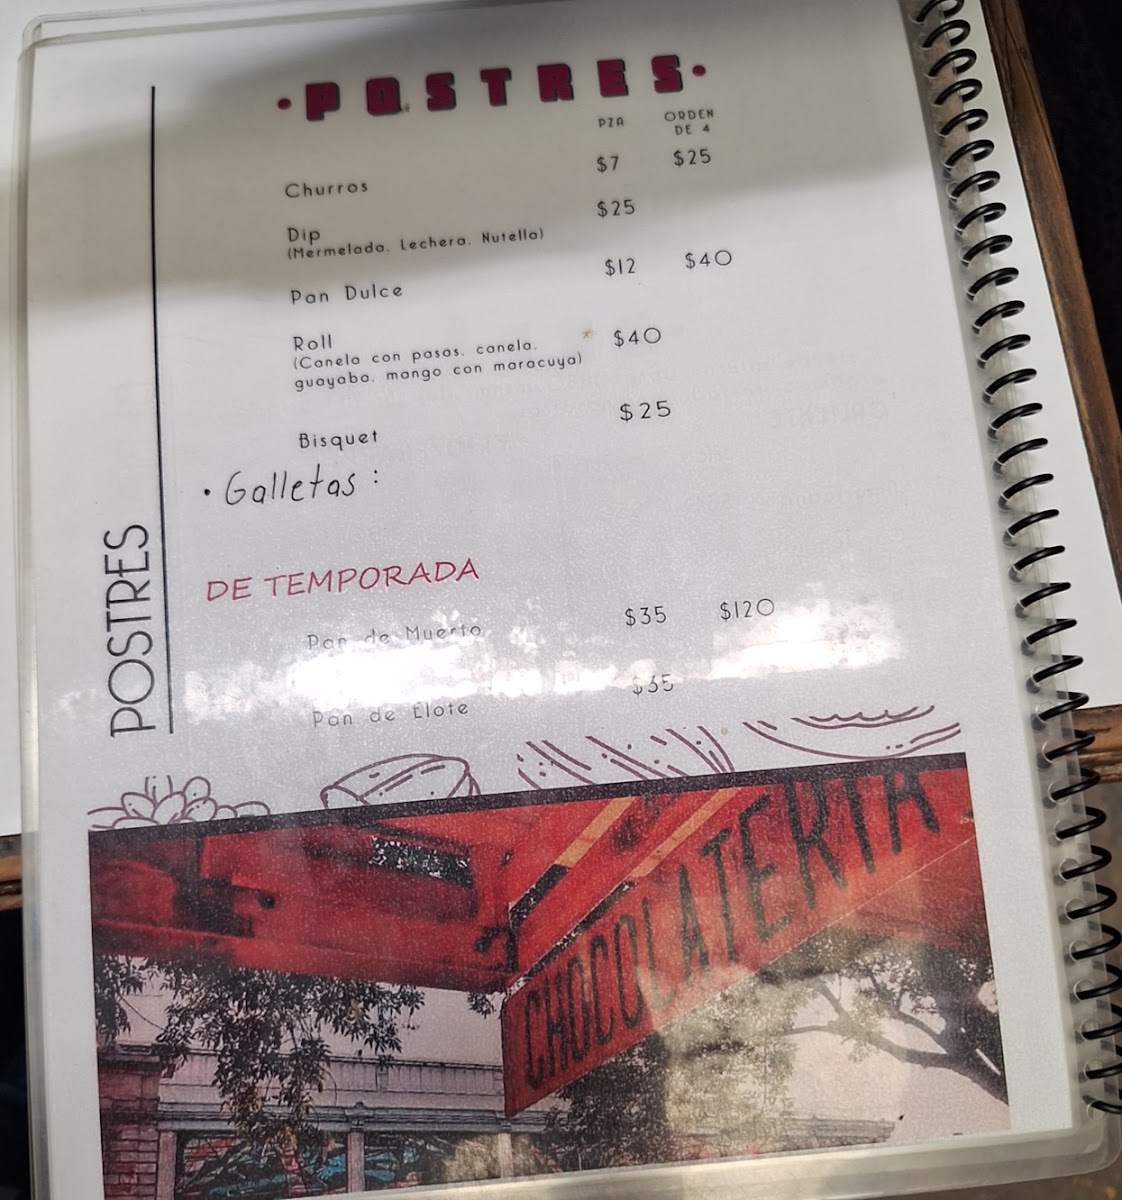 ·POSTRES·
PZA ORDEN DE 4
Churros $7 $25
Dip $25
(Mermelada. Lechera. Nutella)
Pan Dulce $12 $40
Roll $40
(Canela con pasas. canela.
guayaba. mango con maracuya)
Bisquet $25
· Galletas :
DE TEMPORADA
Pan de Muerto $35 $120
Pan de Elote $35
POSTRES
CHOCOLATERIA